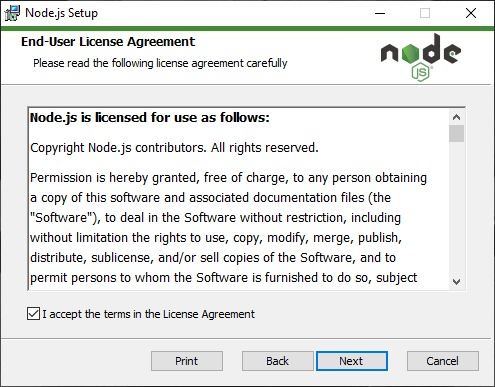 Node.js Setup
End-User License Agreement
Please read the following license agreement carefully
node
JS
Node.js is licensed for use as follows:
Copyright Node.js contributors. All rights reserved.
Permission is hereby granted, free of charge, to any person obtaining
a copy of this software and associated documentation files (the
"Software"), to deal in the Software without restriction, including
without limitation the rights to use, copy, modify, merge, publish,
distribute, sublicense, and/or sell copies of the Software, and to
permit persons to whom the Software is furnished to do so, subject
I accept the terms in the License Agreement
Print
Back
Next
Cancel